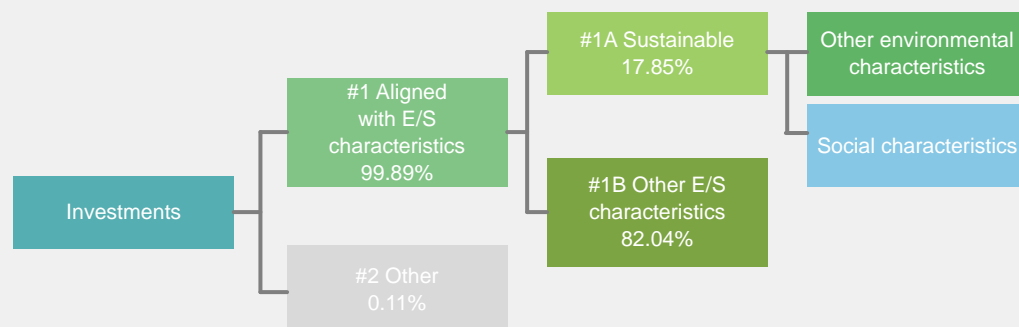 Investments
#1 Aligned
with E/S
characteristics
99.89%
#2 Other
0.11%
#1A Sustainable
17.85%
#1B Other E/S
characteristics
82.04%
Other environmental
characteristics
Social characteristics